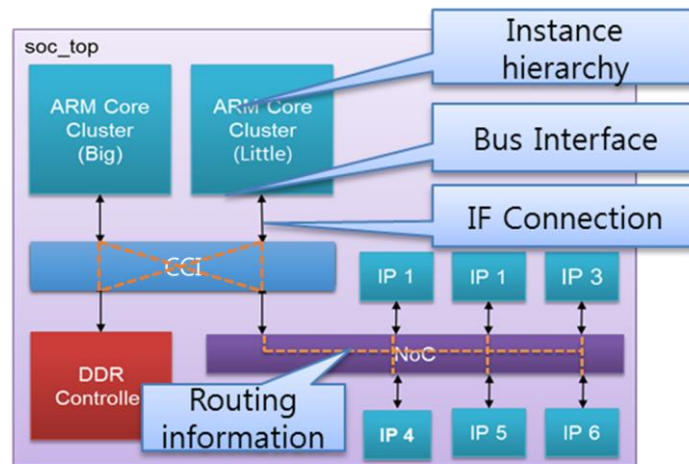 soc_top
Instance
hierarchy
ARM Core
Cluster
(Big)
ARM Core
Cluster
(Little)
Bus Interface
IF Connection
CCI
IP 1
IP 1
IP 3
NoC
DDR
Controlle
Routing
information
IP 4
IP 5
IP 6